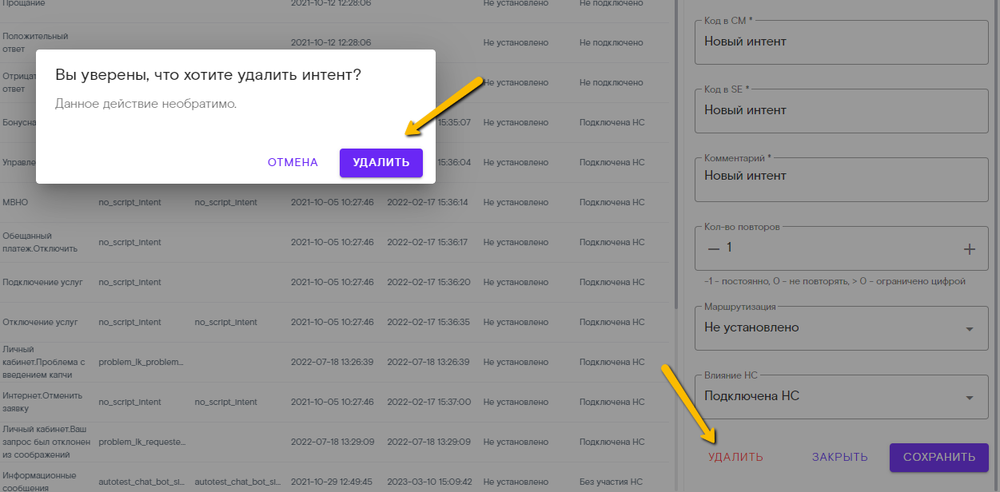 Прощание 2021-10-12 12:28:06 Не установлено Не подключено
Положительный
ответ 2021-10-12 12:28:06 Не установлено Не подключено
Вы уверены, что хотите удалить интент?
Данное действие необратимо.
ОТМЕНА УДАЛИТЬ
ответ Не установлено Не подключено
15:35:07 Не установлено Подключена НС
15:36:04 Не установлено Подключена НС
МВНО no_script_intent no_script_intent 2021-10-05 10:27:46 2022-02-17 15:36:14 Не установлено Подключена НС
Обещанный
платеж.Отключить no_script_intent 2021-10-05 10:27:46 2022-02-17 15:36:17 Не установлено Подключена НС
Подключение услуг no_script_intent 2021-10-05 10:27:46 2022-02-17 15:36:20 Не установлено Подключена НС
Отключение услуг no_script_intent no_script_intent 2021-10-05 10:27:46 2022-02-17 15:36:35 Не установлено Подключена НС
Личный
кабинет.Проблема с problem_lk_problem... 2022-07-18 13:26:39 2022-07-18 13:26:39 Не установлено Подключена НС
введением капчи
Интернет.Отменить
заявку no_script_intent no_script_intent 2021-10-05 10:27:46 2022-02-17 15:37:00 Не установлено Подключена НС
Личный кабинет.Ваш
запрос был отклонен problem_lk_requeste... 2022-07-18 13:29:09 2022-07-18 13:29:09 Не установлено Подключена НС
из соображений
Информационные
сообщения autotest_chat_bot_si... autotest_chat_bot_si... 2021-10-29 12:49:45 2023-03-10 15:09:42 Не установлено Без участия НС
Код в CM *
Новый интент
Код в SE *
Новый интент
Комментарий *
Новый интент
Кол-во повторов
— 1 +
-1 - постоянно, 0 - не повторять, > 0 - ограничено цифрой
Маршрутизация
Не установлено
Влияние НС
Подключена НС
УДАЛИТЬ ЗАКРЫТЬ СОХРАНИТЬ